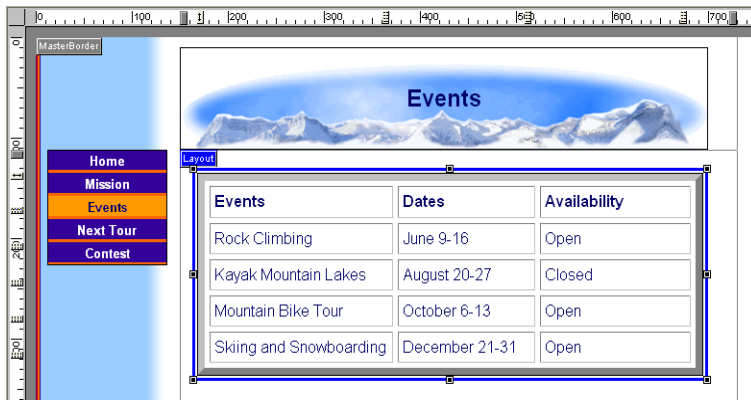 0 100 200 300 400 500 600 700
MasterBorder
Events
Layout
Home
Mission
Events
Next Tour
Contest
Events Dates Availability
Rock Climbing June 9-16 Open
Kayak Mountain Lakes August 20-27 Closed
Mountain Bike Tour October 6-13 Open
Skiing and Snowboarding December 21-31 Open